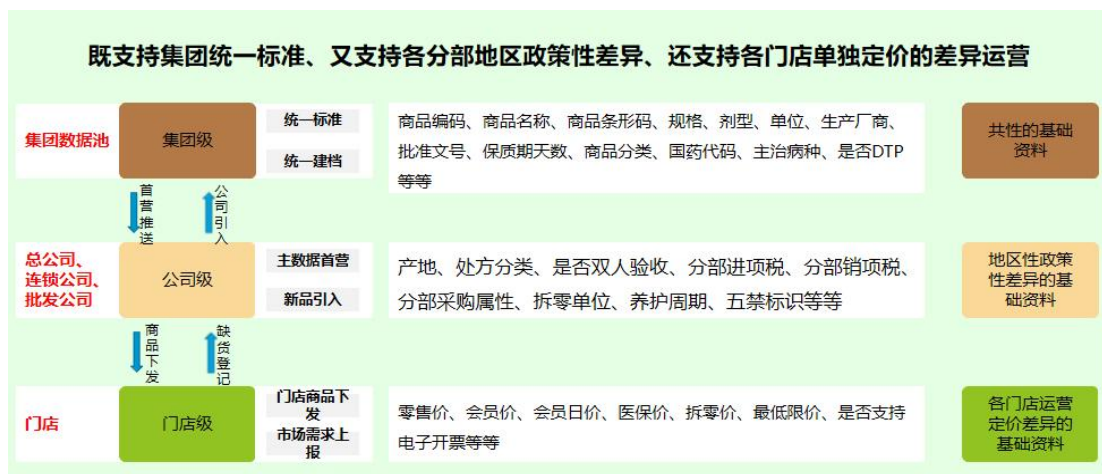 既支持集团统一标准、又支持各分部地区政策性差异、还支持各门店单独定价的差异运营
集团数据池
集团级
统一标准
统一建档
商品编码、商品名称、商品条形码、规格、剂型、单位、生产厂商、
批准文号、保质期天数、商品分类、国药代码、主治病种、是否DTP
等等
共性的基础
资料
首营推送
公司引入
总公司、
连锁公司、
批发公司
公司级
主数据首营
新品引入
产地、处方分类、是否双人验收、分部进项税、分部销项税、
分部采购属性、拆零单位、养护周期、五禁标识等等
地区性政策
性差异的基
础资料
商品下发
缺货登记
门店
门店级
门店商品下
发
市场需求上
报
零售价、会员价、会员日价、医保价、拆零价、最低限价、是否支持
电子开票等等
各门店运营
定价差异的
基础资料